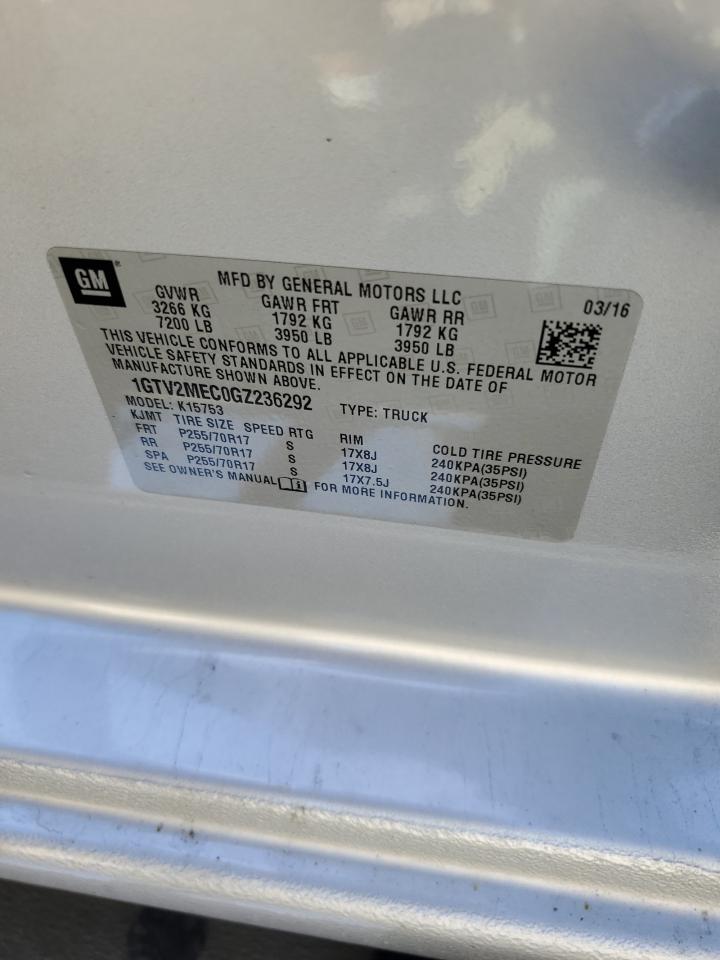 GM ®
MFD BY GENERAL MOTORS LLC
03/16
GVWR GAWR FRT GAWR RR
3266 KG 1792 KG 1792 KG
7200 LB 3950 LB 3950 LB
THIS VEHICLE CONFORMS TO ALL APPLICABLE U.S. FEDERAL MOTOR
VEHICLE SAFETY STANDARDS IN EFFECT ON THE DATE OF
MANUFACTURE SHOWN ABOVE.
1GTV2MEC0GZ236292 TYPE: TRUCK
MODEL: K15753
KJMT TIRE SIZE SPEED RTG RIM COLD TIRE PRESSURE
FRT P255/70R17 S 17X8J 240KPA(35PSI)
RR P255/70R17 S 17X8J 240KPA(35PSI)
SPA P255/70R17 S 17X7.5J 240KPA(35PSI)
SEE OWNER'S MANUAL FOR MORE INFORMATION.